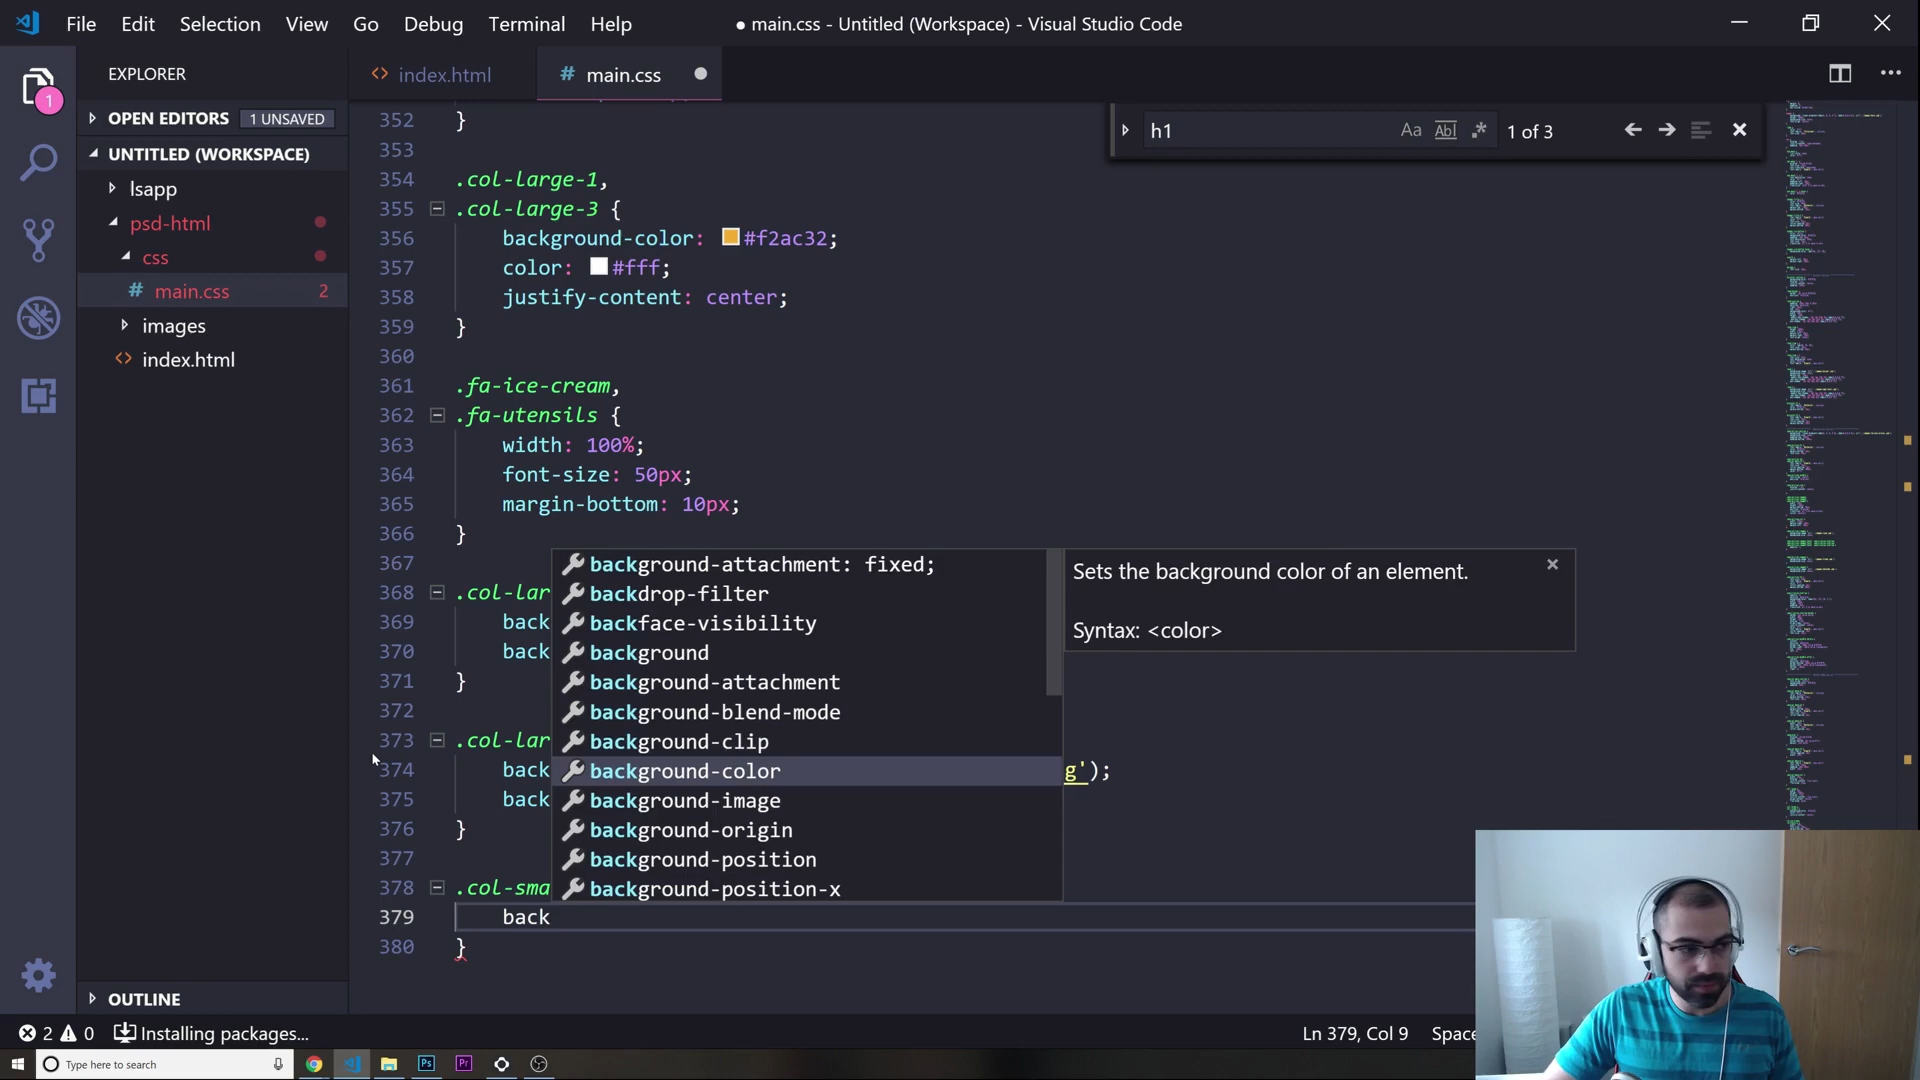 File Edit Selection View Go Debug Terminal Help
● main.css - Untitled (Workspace) - Visual Studio Code
EXPLORER
index.html
# main.css
1
OPEN EDITORS 1 UNSAVED
UNTITLED (WORKSPACE)
lsapp
psd-html
css
# main.css 2
images
index.html
OUTLINE
h1
Aa Abl .* 1 of 3
352 }
353
354 .col-large-1,
355 .col-large-3 {
356 background-color: #f2ac32;
357 color: #fff;
358 justify-content: center;
359 }
360
361 .fa-ice-cream,
362 .fa-utensils {
363 width: 100%;
364 font-size: 50px;
365 margin-bottom: 10px;
366 }
367
368 .col-lar
369 back
370 back
371 }
372
373 .col-lar
374 back g');
375 back
376 }
377
378 .col-sma
379 back
380 }
background-attachment: fixed;
backdrop-filter
backface-visibility
background
background-attachment
background-blend-mode
background-clip
background-color
background-image
background-origin
background-position
background-position-x
Sets the background color of an element.
Syntax: <color>
2 0 Installing packages...
Ln 379, Col 9 Space
Type here to search
Ps
Pr